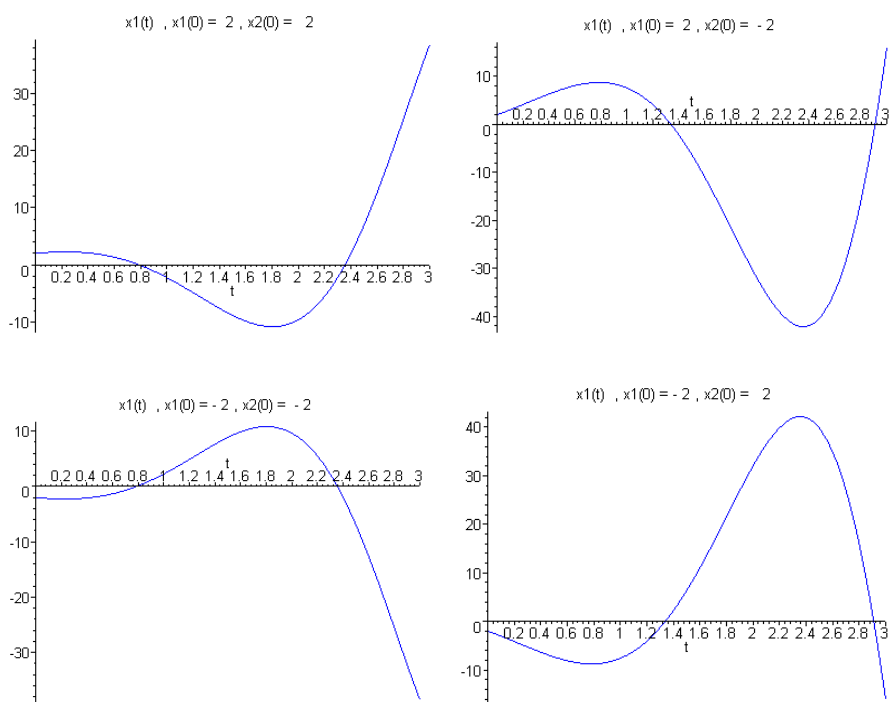 x1(t) , x1(0) = 2 , x2(0) = 2
30
20
10
0
0.2 0.4 0.6 0.8 1 1.2 1.4 1.6 1.8 2 2.2 2.4 2.6 2.8 3
t
-10
x1(t) , x1(0) = 2 , x2(0) = - 2
10
t
0.2 0.4 0.6 0.8 1 1.2 1.4 1.6 1.8 2 2.2 2.4 2.6 2.8 3
0
-10
-20
-30
-40
x1(t) , x1(0) = - 2 , x2(0) = - 2
10
t
0.2 0.4 0.6 0.8 1 1.2 1.4 1.6 1.8 2 2.2 2.4 2.6 2.8 3
0
-10
-20
-30
x1(t) , x1(0) = - 2 , x2(0) = 2
40
30
20
10
0
0.2 0.4 0.6 0.8 1 1.2 1.4 1.6 1.8 2 2.2 2.4 2.6 2.8 3
t
-10